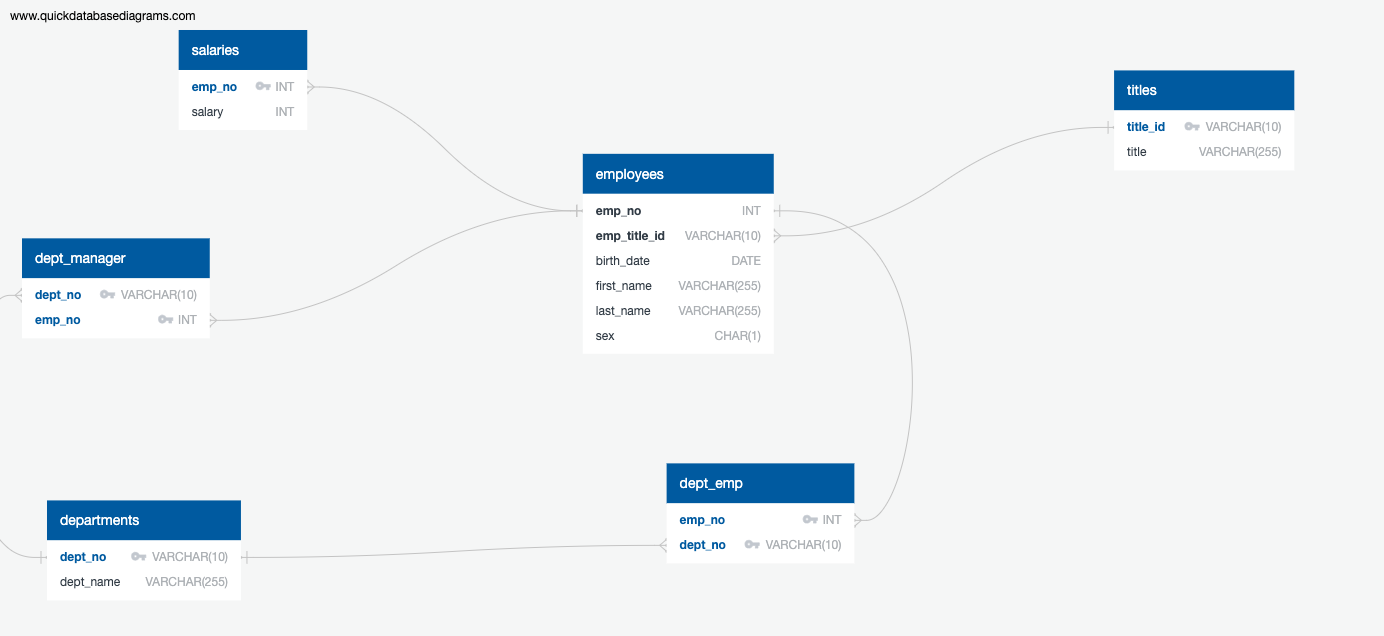 www.quickdatabasediagrams.com
salaries
emp_no INT
salary INT
titles
title_id VARCHAR(10)
title VARCHAR(255)
employees
emp_no INT
emp_title_id VARCHAR(10)
birth_date DATE
first_name VARCHAR(255)
last_name VARCHAR(255)
sex CHAR(1)
dept_manager
dept_no VARCHAR(10)
emp_no INT
dept_emp
emp_no INT
dept_no VARCHAR(10)
departments
dept_no VARCHAR(10)
dept_name VARCHAR(255)